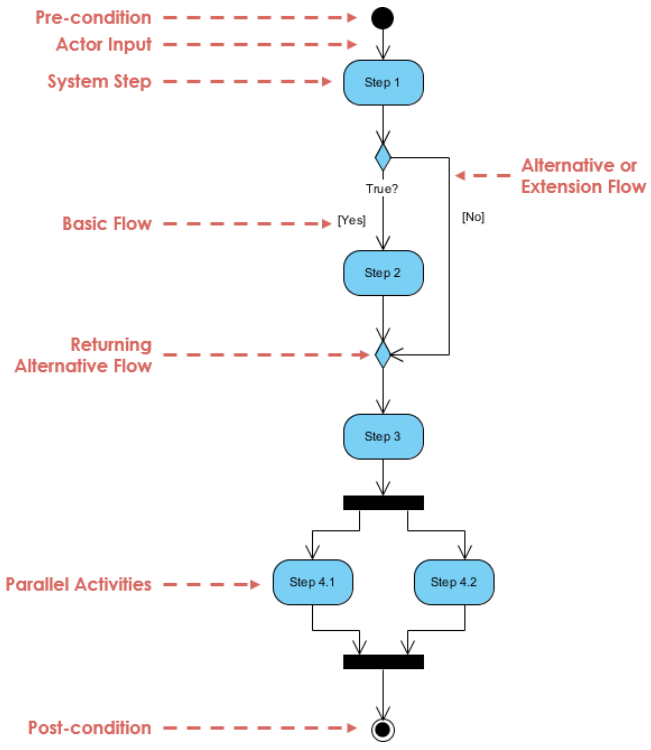 Pre-condition
Actor Input
System Step
Step 1
Alternative or
Extension Flow
True?
Basic Flow
[Yes]
[No]
Step 2
Returning
Alternative Flow
Step 3
Parallel Activities
Step 4.1
Step 4.2
Post-condition